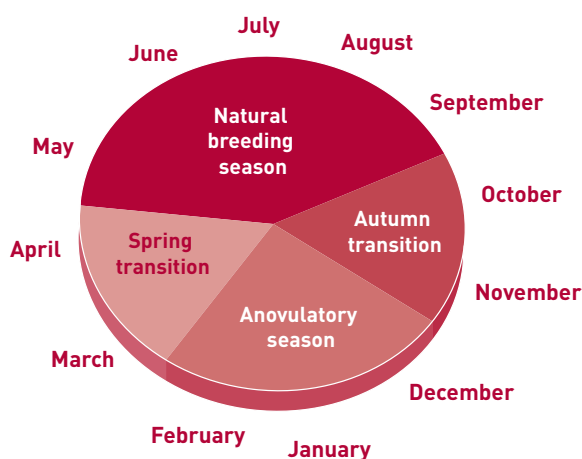 July
June
August
September
May
October
November
April
March
December
February
January
Natural
breeding
season
Autumn
transition
Spring
transition
Anovulatory
season